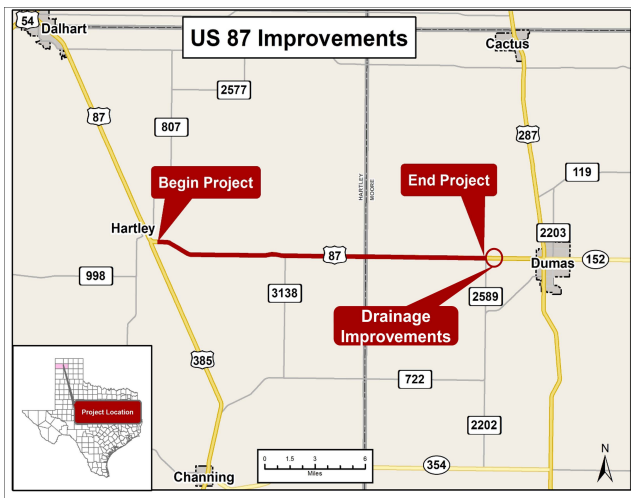 US 87 Improvements
54
Dalhart
Cactus
2577
87
807
287
119
HARTLEY
MOORE
Begin Project
End Project
Hartley
2203
87
Dumas
152
998
3138
2589
Drainage
Improvements
385
722
Project Location
2202
0 1.5 3 6
Miles
N
Channing
354